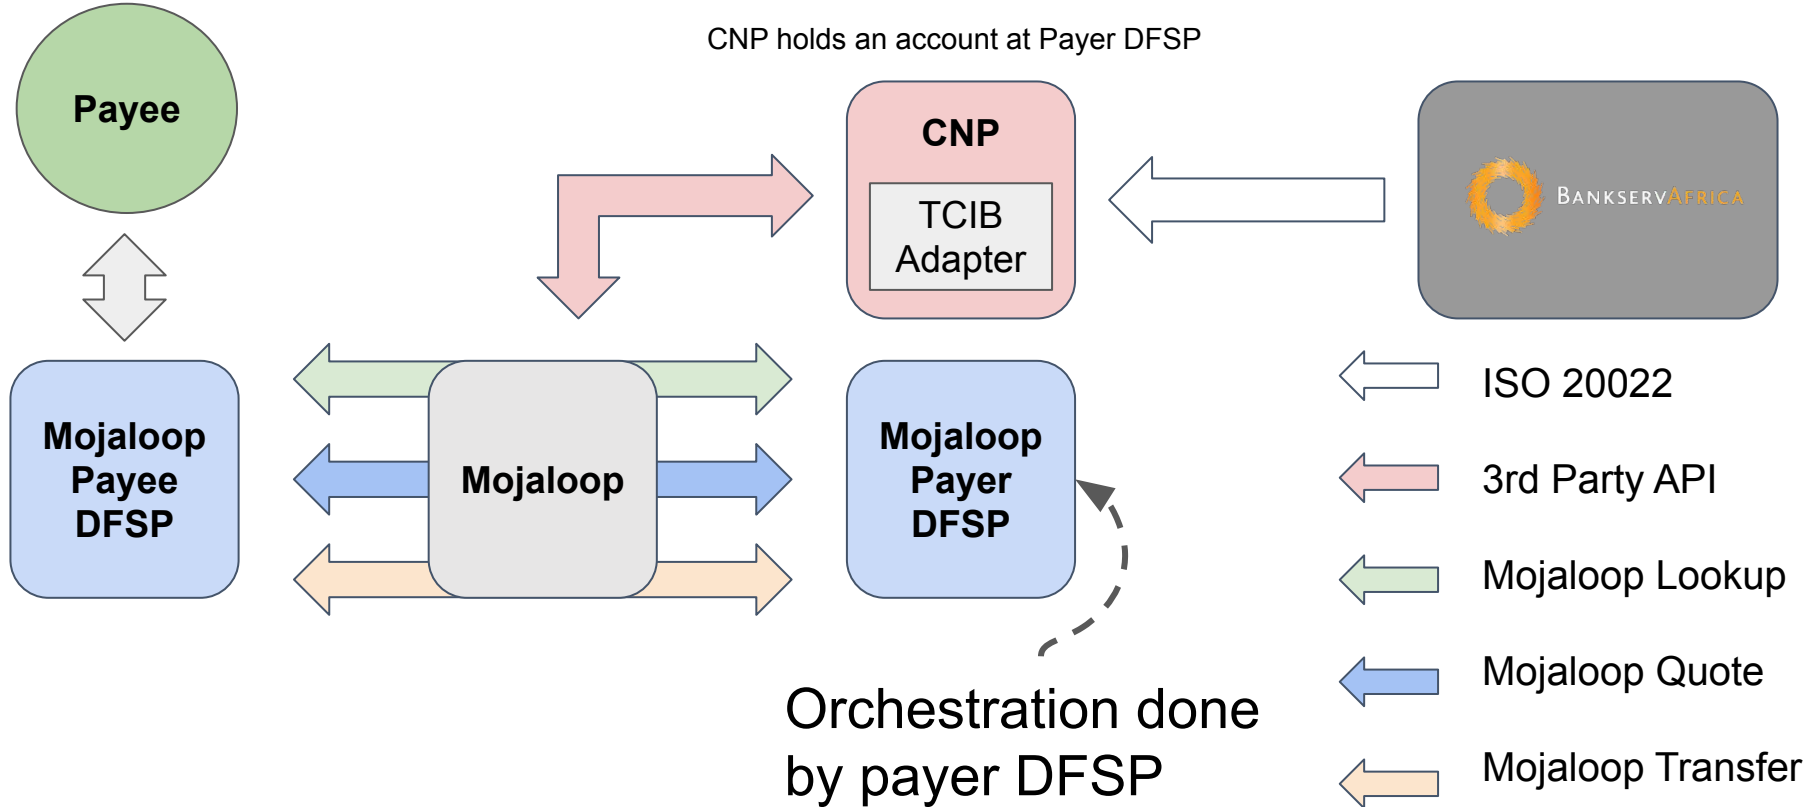 CNP holds an account at Payer DFSP
Payee
CNP
TCIB
Adapter
BANKSERVAFRICA
Mojaloop
Payee
DFSP
Mojaloop
Mojaloop
Payer
DFSP
ISO 20022
3rd Party API
Mojaloop Lookup
Mojaloop Quote
Mojaloop Transfer
Orchestration done
by payer DFSP